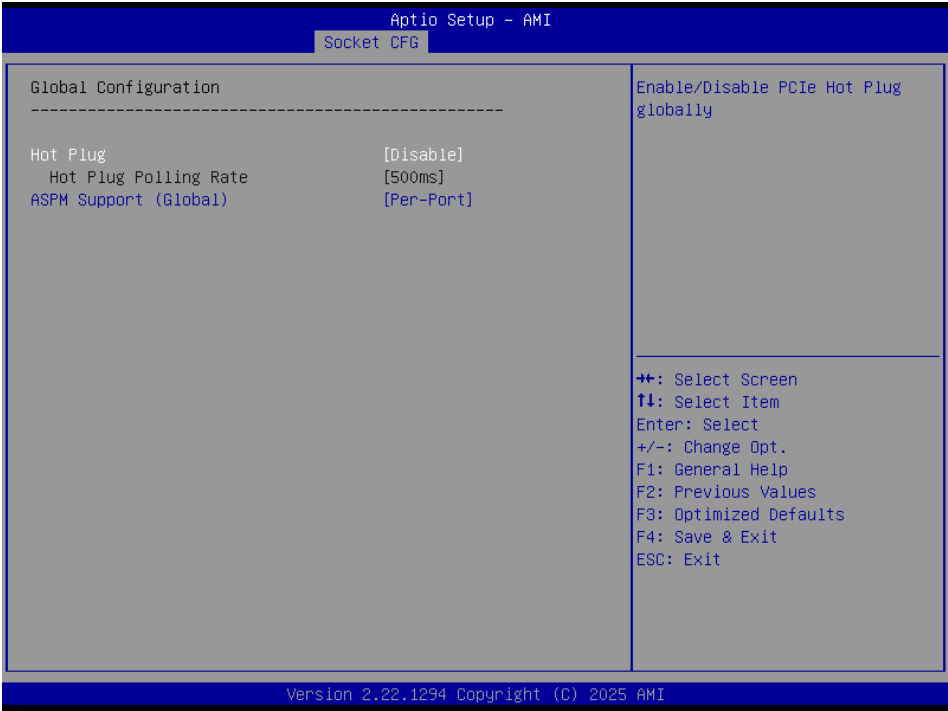 Aptio Setup – AMI
Socket CFG
Global Configuration
--------------------------------------------------
Hot Plug [Disable]
Hot Plug Polling Rate [500ms]
ASPM Support (Global) [Per-Port]
Enable/Disable PCIe Hot Plug
globally
→←: Select Screen
↑↓: Select Item
Enter: Select
+/-: Change Opt.
F1: General Help
F2: Previous Values
F3: Optimized Defaults
F4: Save & Exit
ESC: Exit
Version 2.22.1294 Copyright (C) 2025 AMI